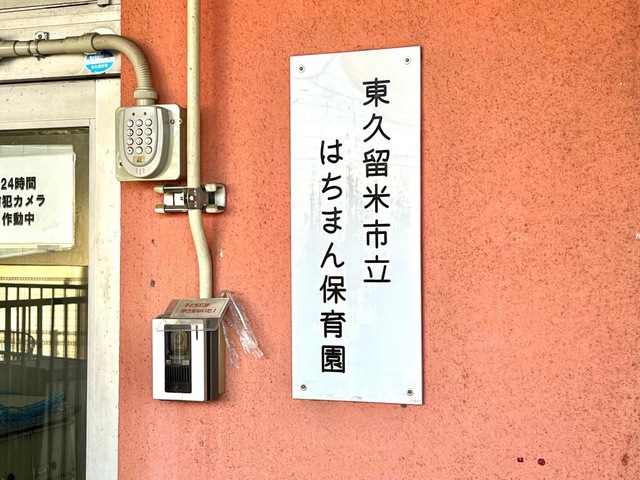 東久留米市立
はちまん保育園
24時間
犯カメラ
作動中